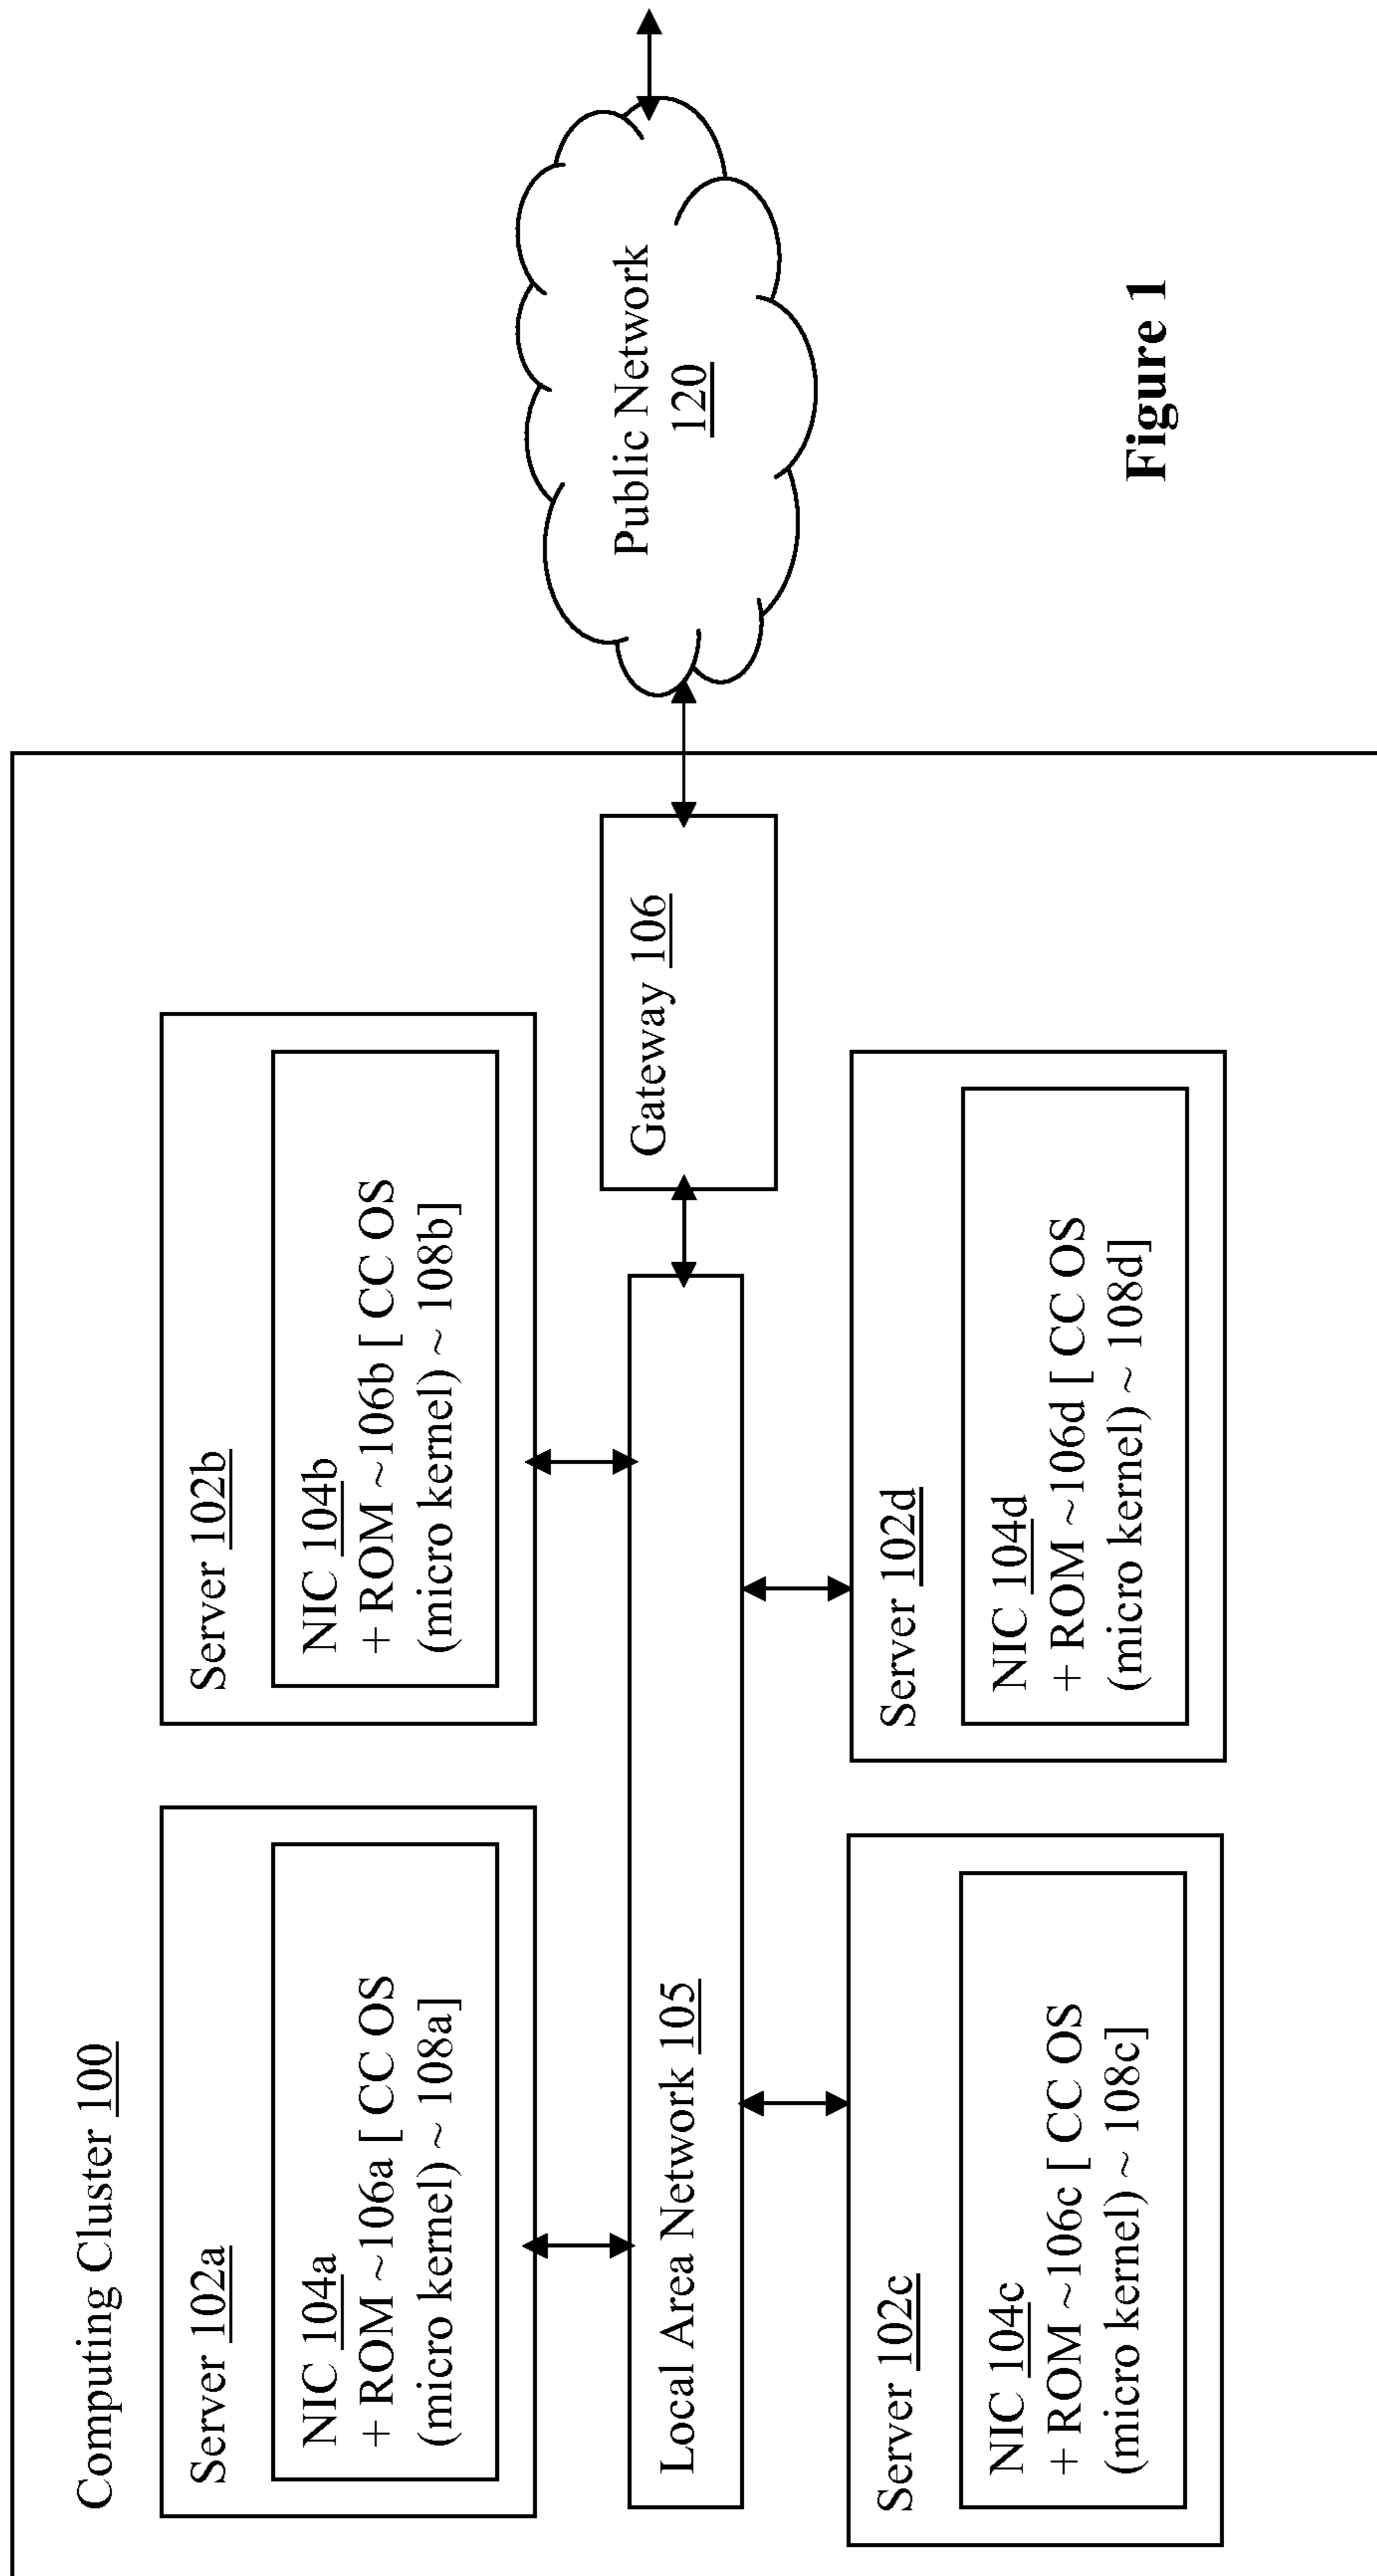 Computing Cluster 100
Server 102a
NIC 104a
+ ROM ~106a [ CC OS
(micro kernel) ~ 108a]
Server 102b
NIC 104b
+ ROM ~106b [ CC OS
(micro kernel) ~ 108b]
Local Area Network 105
Gateway 106
Public Network
120
Server 102c
NIC 104c
+ ROM ~106c [ CC OS
(micro kernel) ~ 108c]
Server 102d
NIC 104d
+ ROM ~106d [ CC OS
(micro kernel) ~ 108d]
Figure 1